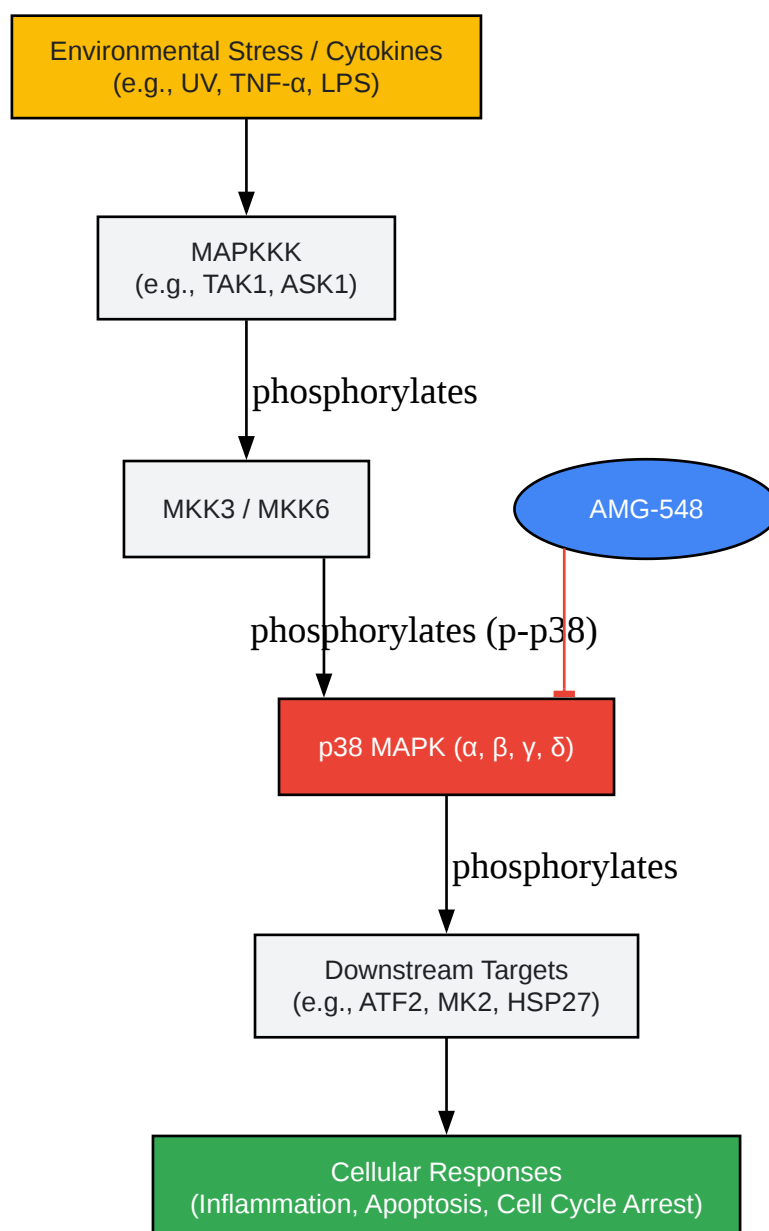 Environmental Stress / Cytokines
(e.g., UV, TNF-α, LPS)
MAPKKK
(e.g., TAK1, ASK1)
phosphorylates
MKK3 / MKK6
AMG-548
phosphorylates (p-p38)
p38 MAPK (α, β, γ, δ)
phosphorylates
Downstream Targets
(e.g., ATF2, MK2, HSP27)
Cellular Responses
(Inflammation, Apoptosis, Cell Cycle Arrest)